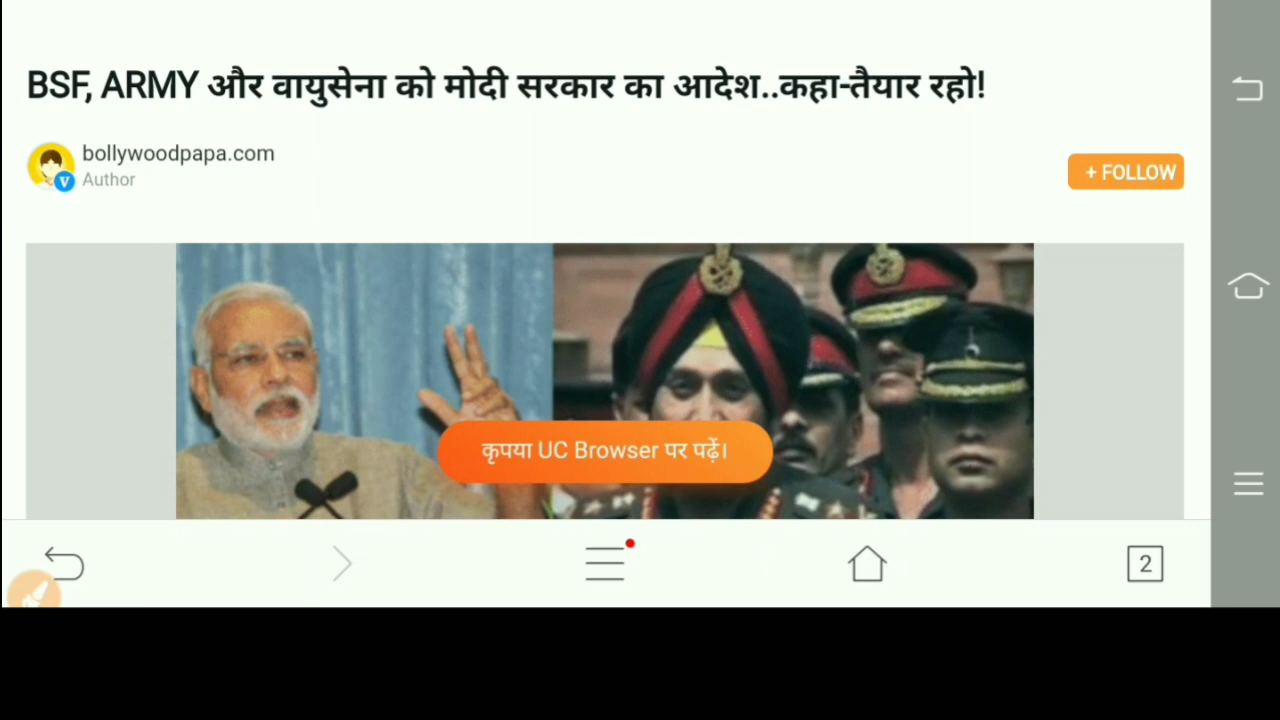 BSF, ARMY और वायुसेना को मोदी सरकार का आदेश..कहा-तैयार रहो!
bollywoodpapa.com
V
Author
+ FOLLOW
कृपया UC Browser पर पढ़ें।
2